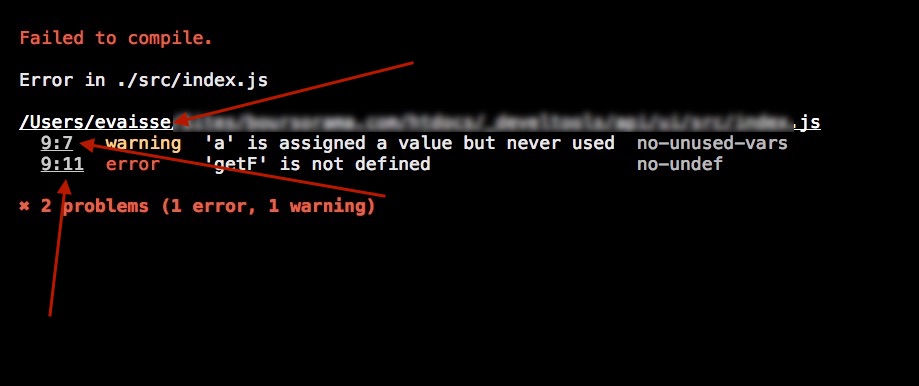 Failed to compile.
Error in ./src/index.js
/Users/evaisse/ .js
9:7 warning 'a' is assigned a value but never used no-unused-vars
9:11 error 'getF' is not defined no-undef
✖ 2 problems (1 error, 1 warning)